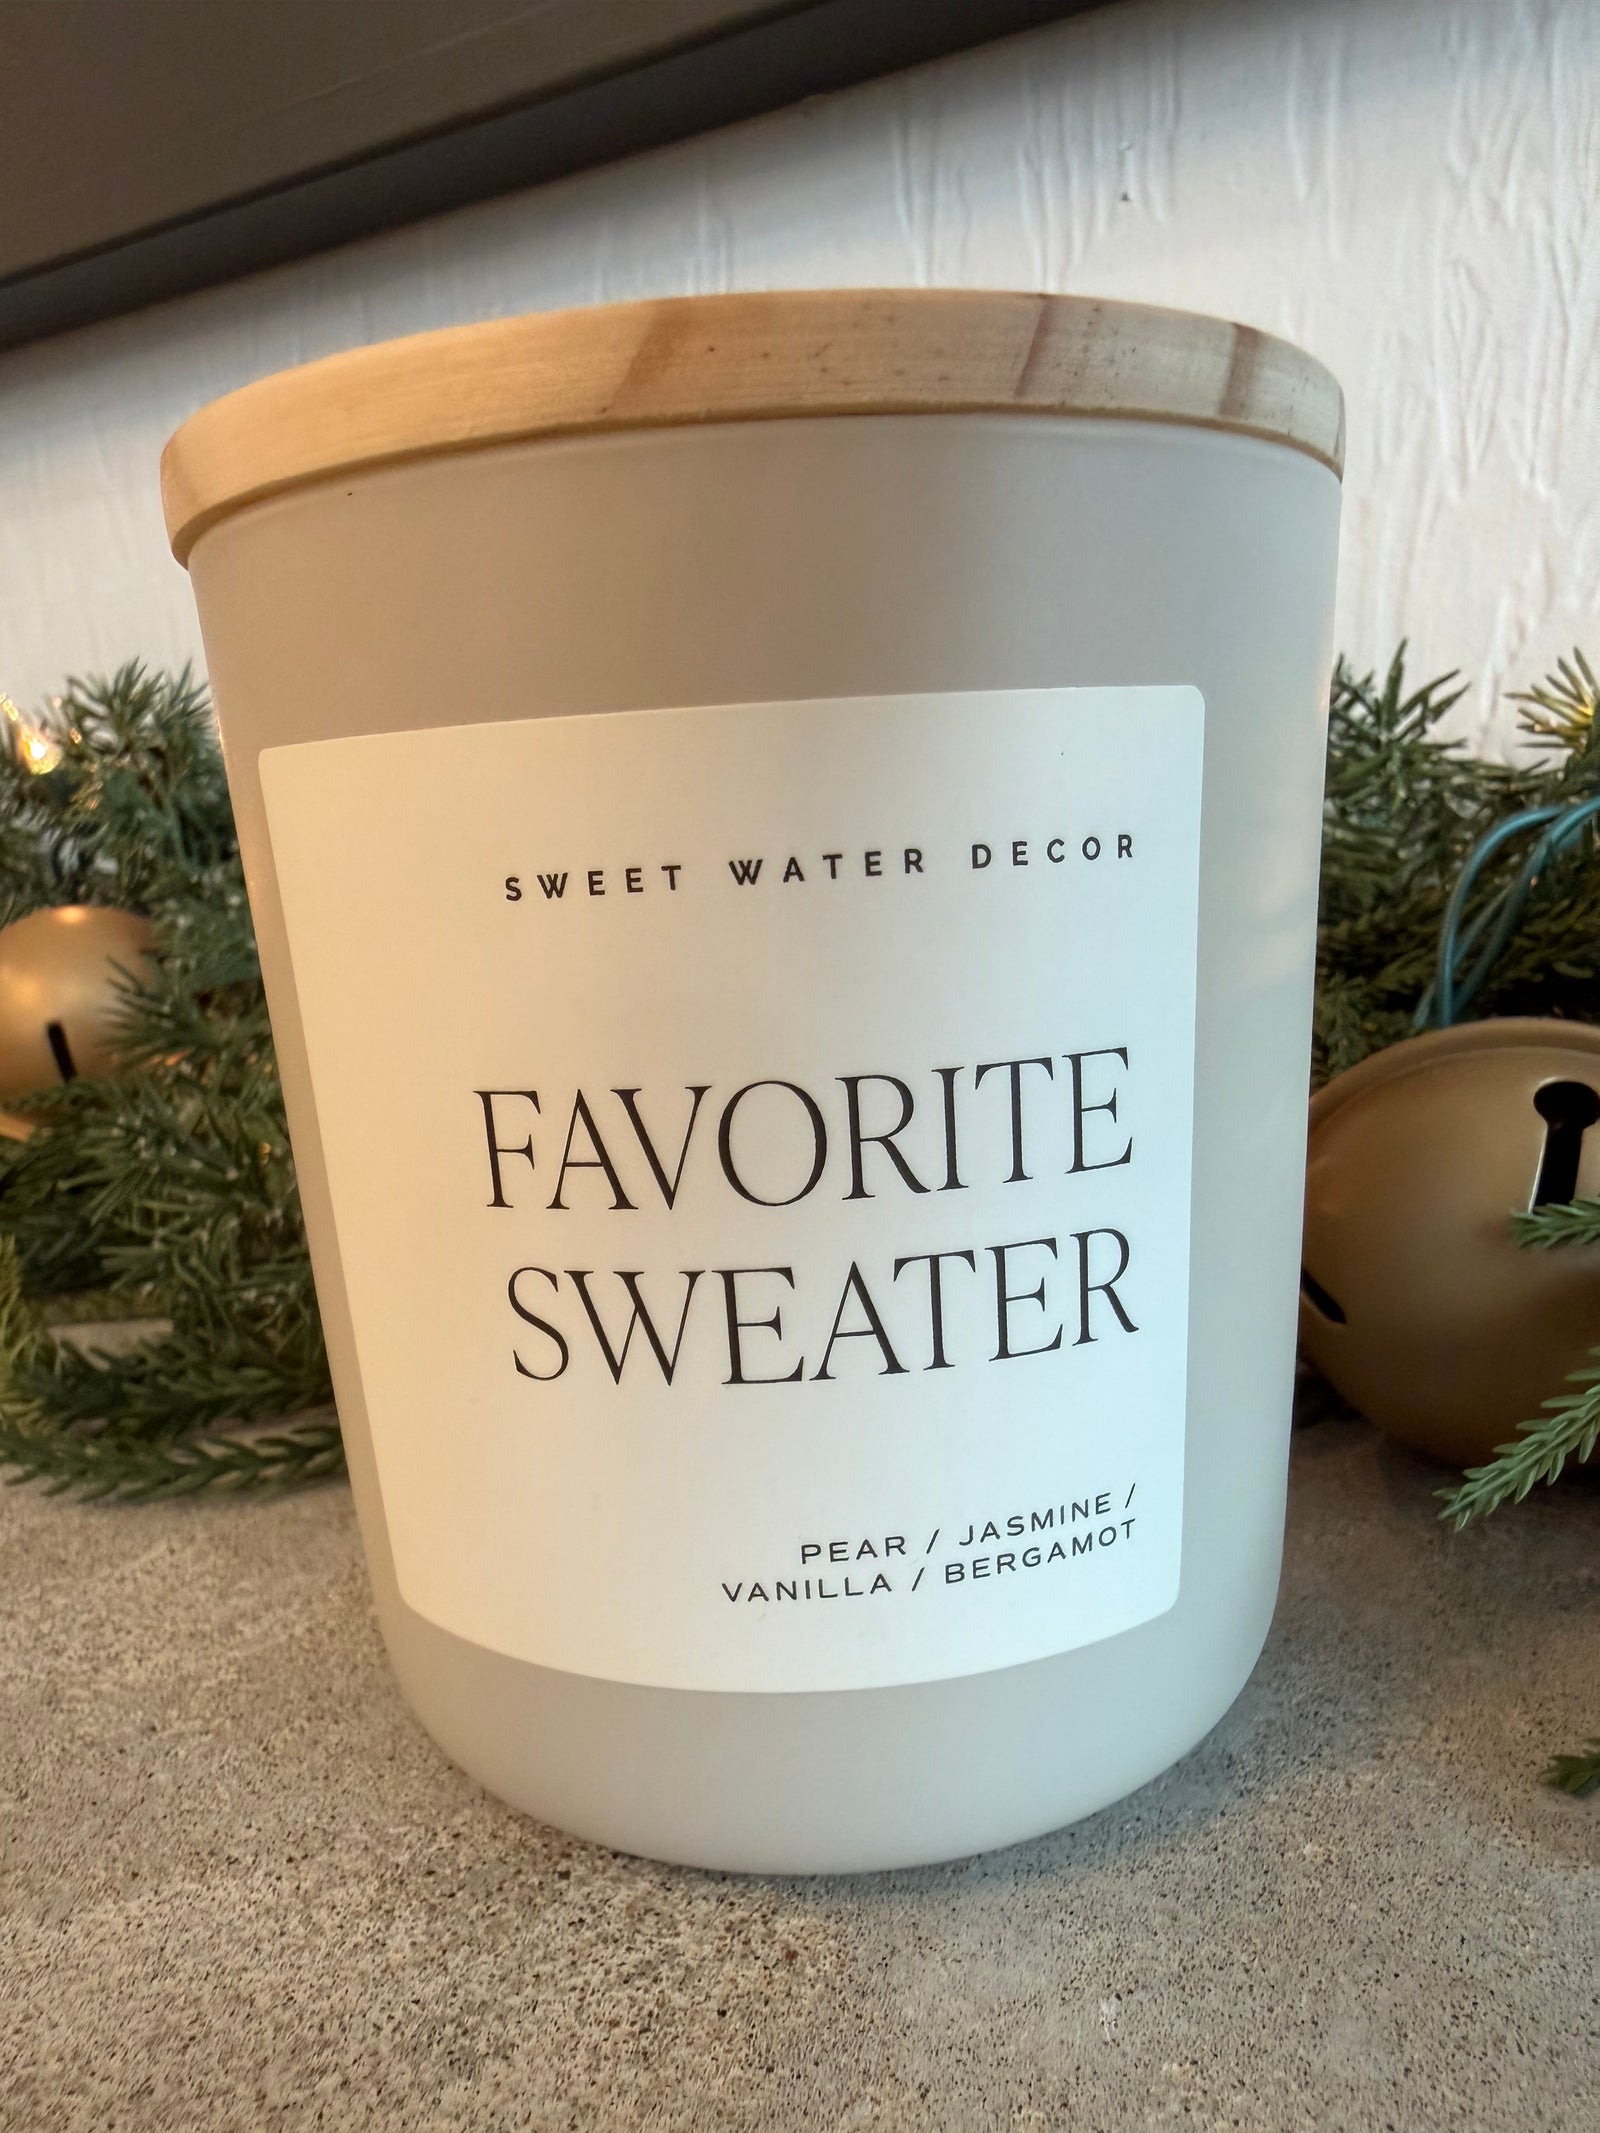 SWEET WATER DECOR
FAVORITE
SWEATER
PEAR / JASMINE /
VANILLA / BERGAMOT